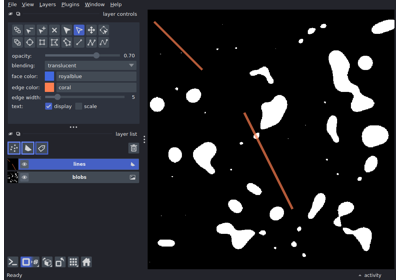 File View Layers Plugins Window Help
layer controls
opacity: 0.70
blending: translucent
face color: royalblue
edge color: coral
edge width: 5
text: display scale
layer list
lines
blobs
Ready
activity